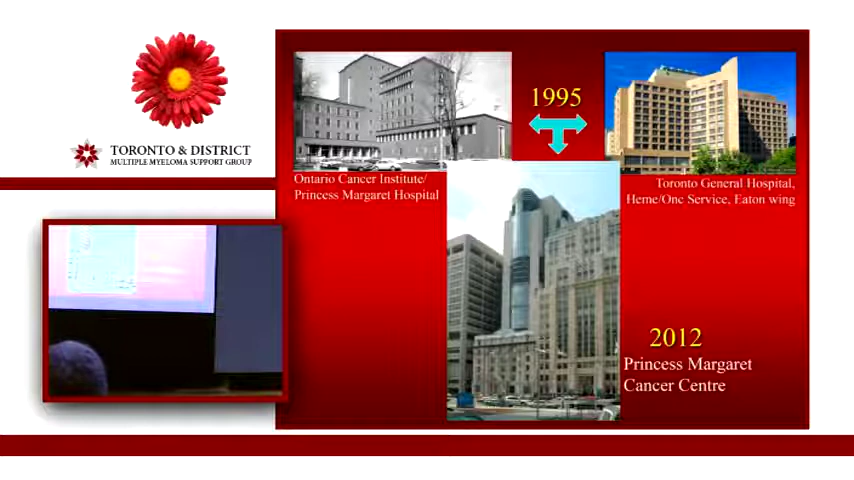 TORONTO & DISTRICT
MULTIPLE MYELOMA SUPPORT GROUP
1995
Ontario Cancer Institute/
Princess Margaret Hospital
Toronto General Hospital,
Heme/Onc Service, Eaton wing
2012
Princess Margaret
Cancer Centre